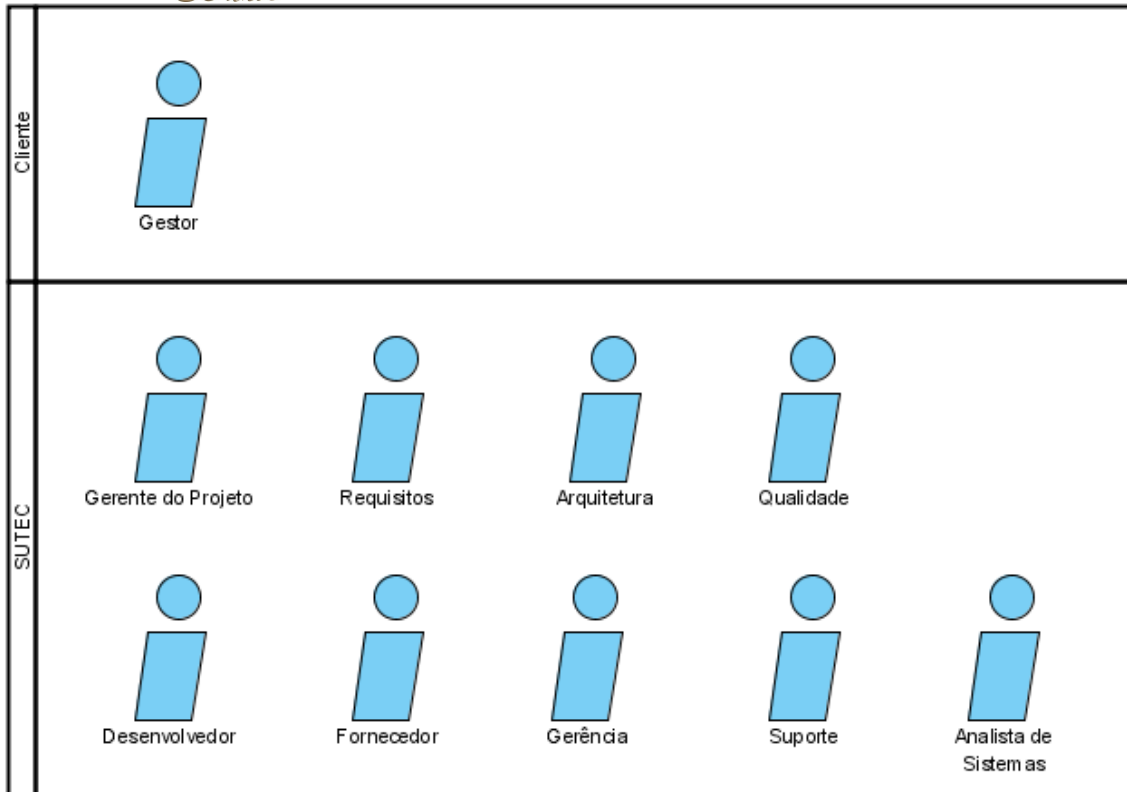 Cliente
Gestor
SUTEC
Gerente do Projeto
Requisitos
Arquitetura
Qualidade
Desenvolvedor
Fornecedor
Gerência
Suporte
Analista de
Sistemas